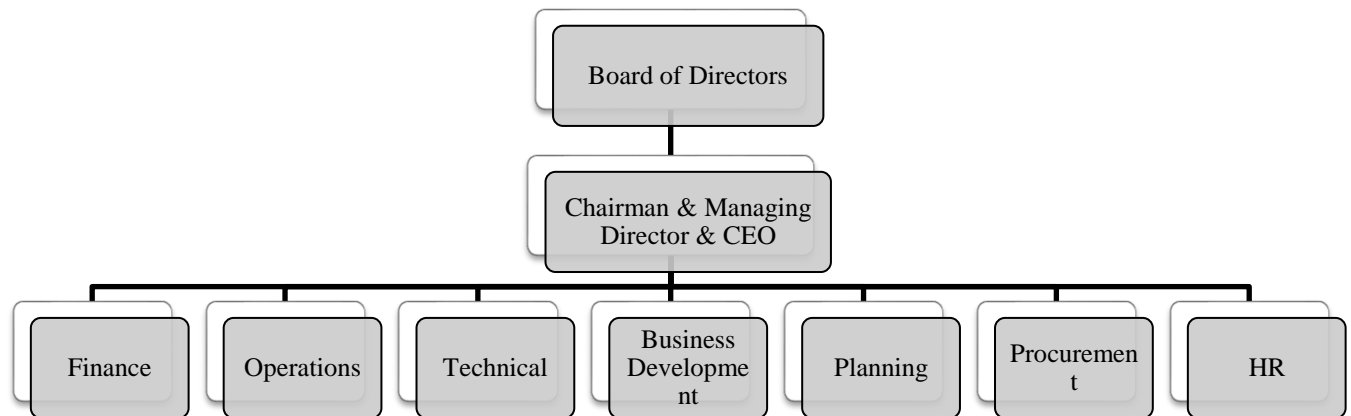 Board of Directors
Chairman & Managing
Director & CEO
Finance
Operations
Technical
Business
Developme
nt
Planning
Procuremen
t
HR